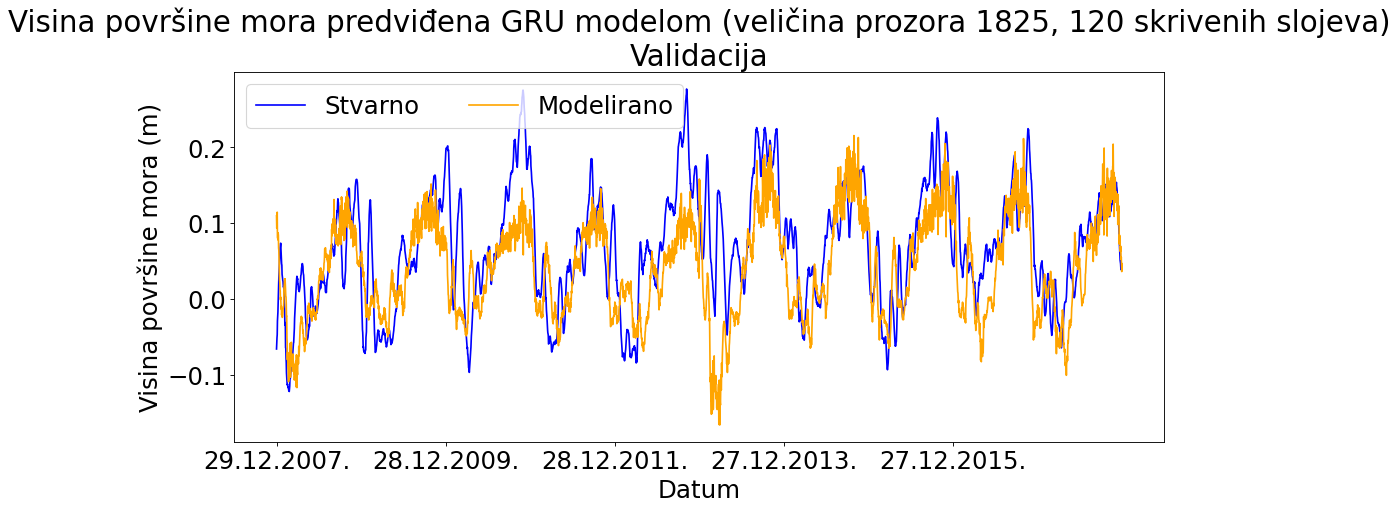 Visina površine mora predviđena GRU modelom (veličina prozora 1825, 120 skrivenih slojeva)
Validacija
Stvarno Modelirano
Visina površine mora (m)
0.2
0.1
0.0
−0.1
29.12.2007. 28.12.2009. 28.12.2011. 27.12.2013. 27.12.2015.
Datum